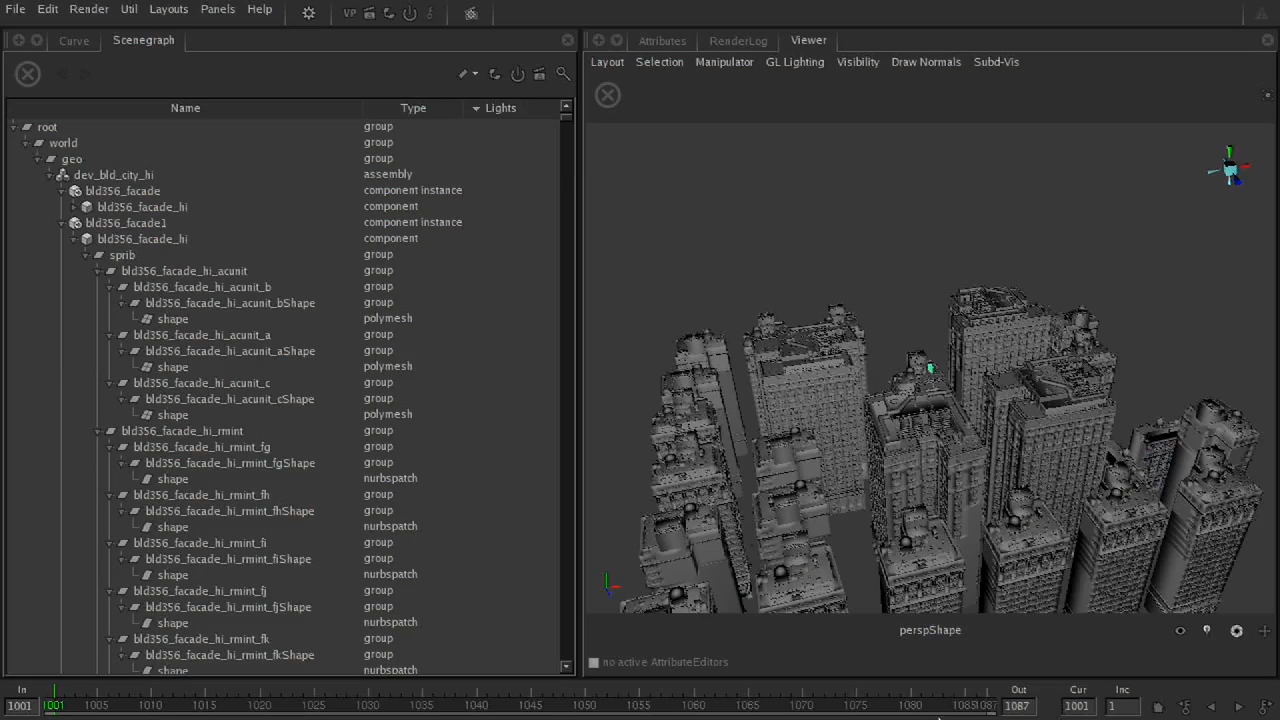 File Edit Render Util Layouts Panels Help VP
Curve Scenegraph Attributes RenderLog Viewer
Layout Selection Manipulator GL Lighting Visibility Draw Normals Subd-Vis
Name Type Lights
root group
world group
geo group
dev_bld_city_hi assembly
bld356_facade component instance
bld356_facade_hi component
bld356_facade1 component instance
bld356_facade_hi component
sprib group
bld356_facade_hi_acunit group
bld356_facade_hi_acunit_b group
bld356_facade_hi_acunit_bShape group
shape polymesh
bld356_facade_hi_acunit_a group
bld356_facade_hi_acunit_aShape group
shape polymesh
bld356_facade_hi_acunit_c group
bld356_facade_hi_acunit_cShape group
shape polymesh
bld356_facade_hi_rmint group
bld356_facade_hi_rmint_fg group
bld356_facade_hi_rmint_fgShape group
shape nurbspatch
bld356_facade_hi_rmint_fh group
bld356_facade_hi_rmint_fhShape group
shape nurbspatch
bld356_facade_hi_rmint_fi group
bld356_facade_hi_rmint_fiShape group
shape nurbspatch
bld356_facade_hi_rmint_fj group
bld356_facade_hi_rmint_fjShape group
shape nurbspatch
bld356_facade_hi_rmint_fk group
bld356_facade_hi_rmint_fkShape group
shape nurbspatch
perspShape
no active AttributeEditors
In Out Cur Inc
1001 1001 1005 1010 1015 1020 1025 1030 1035 1040 1045 1050 1055 1060 1065 1070 1075 1080 1085 1087 1087 1001 1